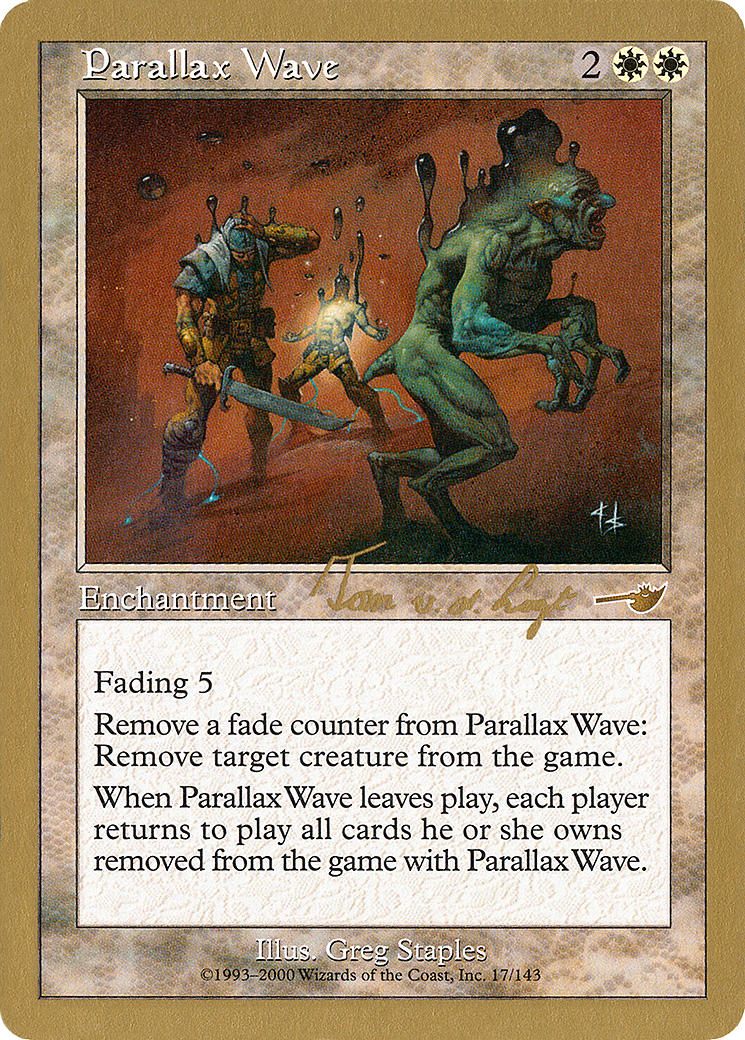 Parallax Wave 2
Enchantment
Tom v. d. Logt
Fading 5
Remove a fade counter from Parallax Wave:
Remove target creature from the game.
When Parallax Wave leaves play, each player
returns to play all cards he or she owns
removed from the game with Parallax Wave.
Illus. Greg Staples
©1993–2000 Wizards of the Coast, Inc. 17/143